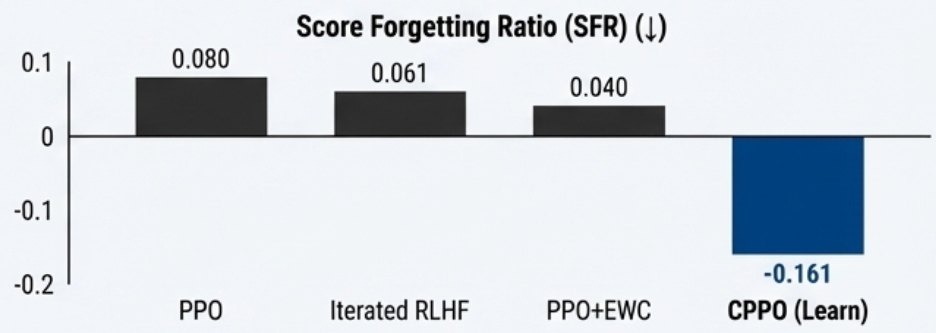 Score Forgetting Ratio (SFR) (↓)
0.1
0
-0.1
-0.2
0.080
0.061
0.040
-0.161
PPO
Iterated RLHF
PPO+EWC
CPPO (Learn)